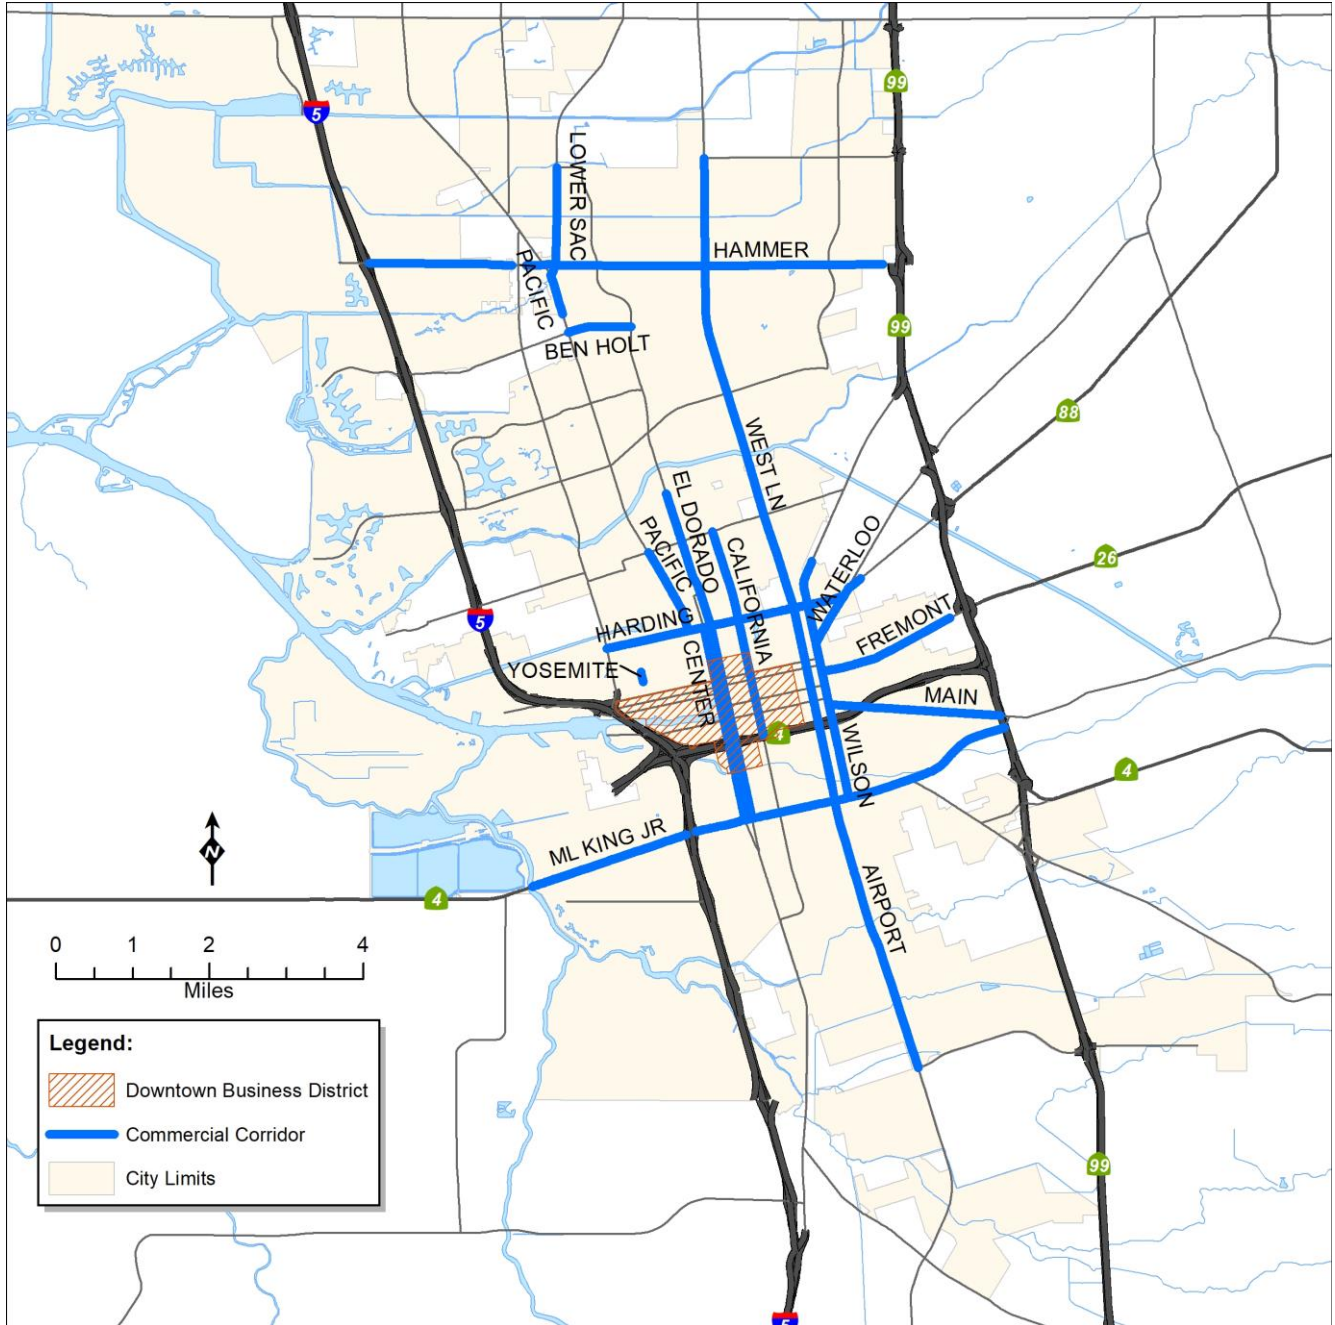 99
5
LOWER SAC
HAMMER
PACIFIC
99
BEN HOLT
88
WEST LN
EL DORADO
PACIFIC
CALIFORNIA
WATERLOO
26
5
HARDING
FREMONT
CENTER
YOSEMITE
MAIN
4
WILSON
4
ML KING JR
N
AIRPORT
4
0 1 2 4
Miles
Legend:
Downtown Business District
Commercial Corridor
City Limits
99
5